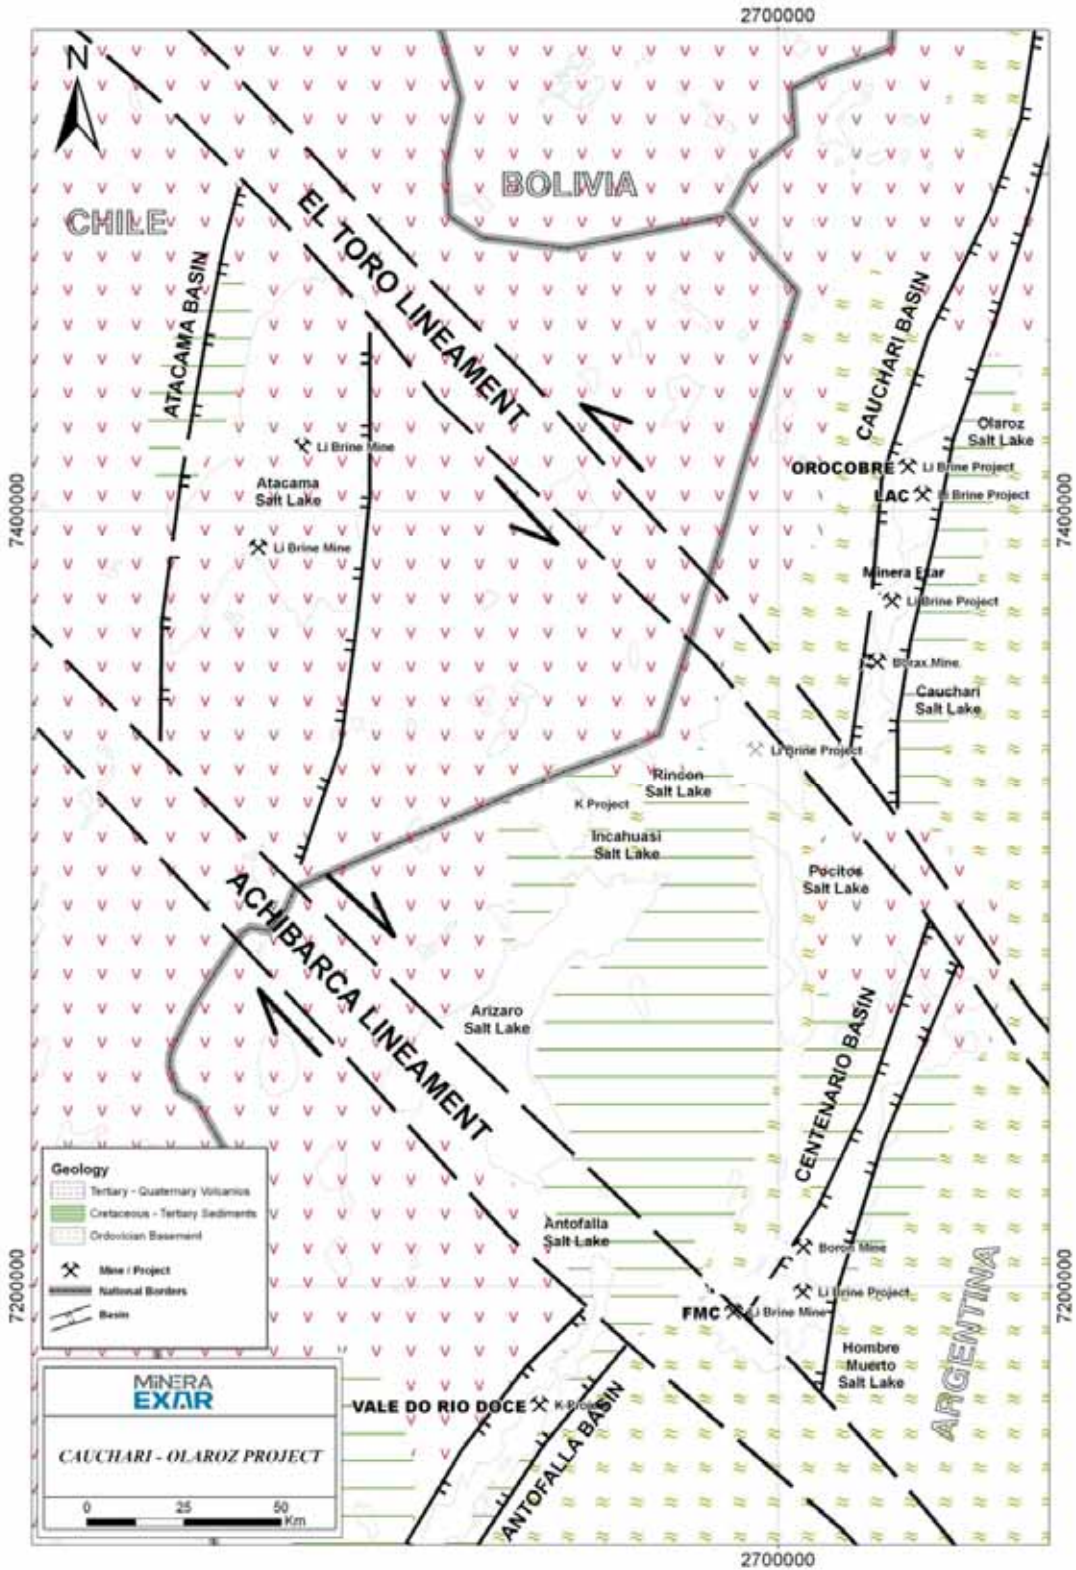 2700000
N
BOLIVIA
CHILE
EL TORO LINEAMENT
ATACAMA BASIN
CAUCHARI BASIN
Olaroz
Salt Lake
Li Brine Mine
OROCOBRE
Li Brine Project
Atacama
Salt Lake
LAC
Li Brine Project
7400000
7400000
Li Brine Mine
Minera Exar
Li Brine Project
Borax Mine
Cauchari
Salt Lake
Li Brine Project
Rincon
Salt Lake
K Project
Incahuasi
Salt Lake
Pocitos
Salt Lake
ACHIBARCA LINEAMENT
Arizaro
Salt Lake
CENTENARIO BASIN
Geology
Tertiary - Quaternary Volcanios
Cretaceous - Tertiary Sediments
Ordovician Basement
Mine / Project
National Borders
Basin
Antofalla
Salt Lake
Boron Mine
Li Brine Project
7200000
7200000
FMC
Li Brine Mine
ARGENTINA
Hombre
Muerto
Salt Lake
MINERA
EXAR
VALE DO RIO DOCE
K Project
ANTOFALLA BASIN
CAUCHARI - OLAROZ PROJECT
0 25 50
Km
2700000